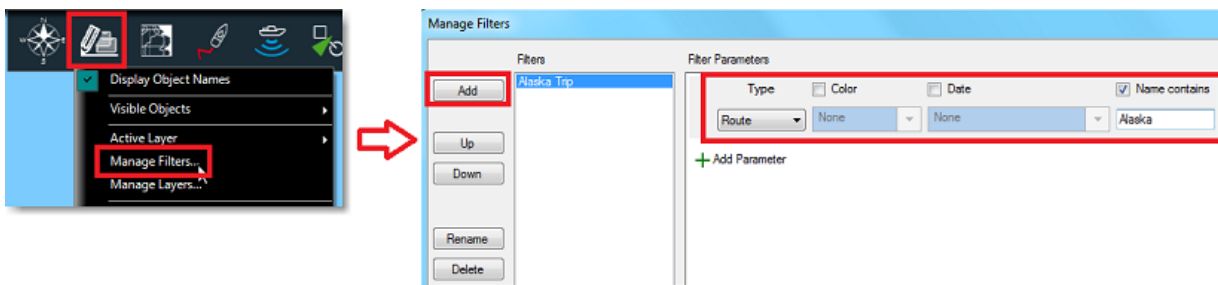 Display Object Names
Visible Objects
Active Layer
Manage Filters...
Manage Layers...
Manage Filters
Filters
Filter Parameters
Add
Up
Down
Rename
Delete
Alaska Trip
Type Color Date Name contains
Route None None Alaska
Add Parameter